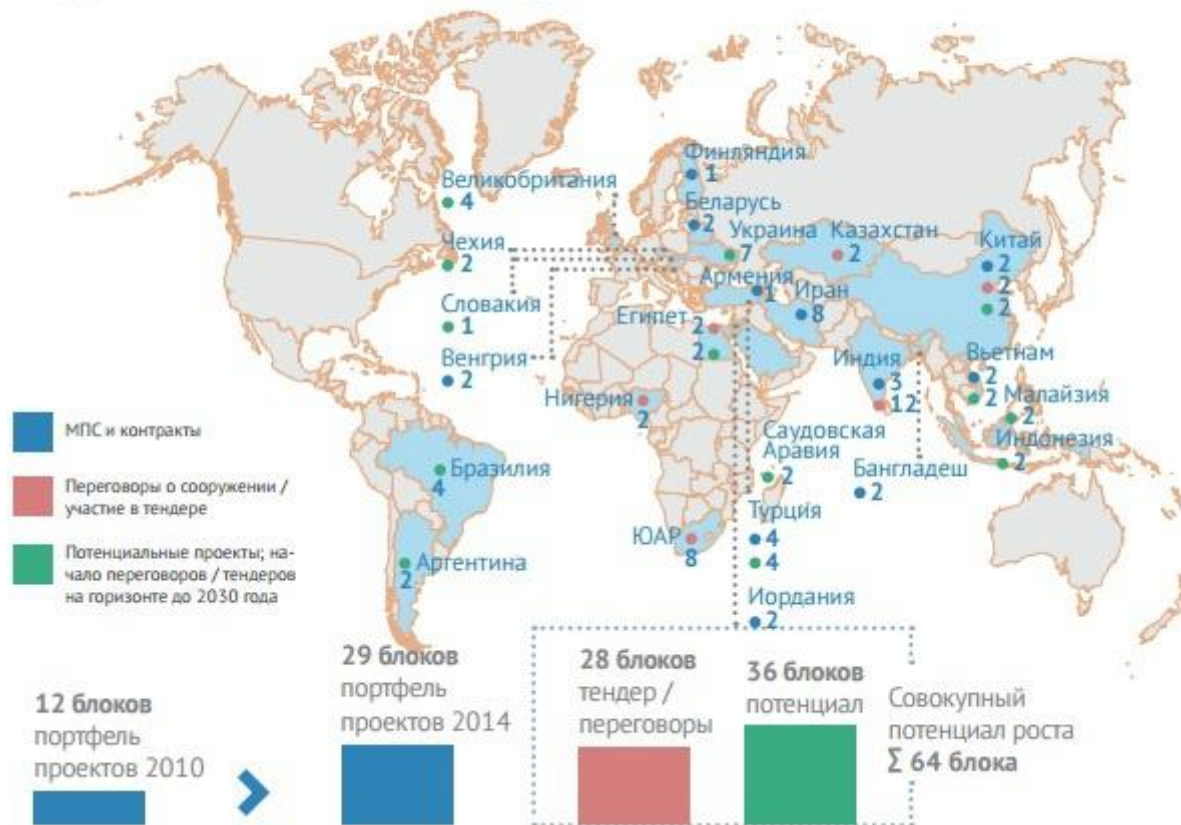 Финляндия
1
Великобритания
4
Беларусь
2
Украина
7
Казахстан
2
Китай
2
2
2
Чехия
2
Армения
1
Иран
8
Словакия
1
Египет
2
2
Венгрия
2
Индия
3
12
Вьетнам
2
2
Малайзия
2
Нигерия
2
Индонезия
2
МПС и контракты
Саудовская
Аравия
2
Бангладеш
2
Бразилия
4
Переговоры о сооружении /
участие в тендере
Турция
4
4
ЮАР
8
Потенциальные проекты; на-
чало переговоров / тендеров
на горизонте до 2030 года
Аргентина
2
Иордания
2
12 блоков
портфель
проектов 2010
29 блоков
портфель
проектов 2014
28 блоков
тендер /
переговоры
36 блоков
потенциал
Совокупный
потенциал роста
Σ 64 блока